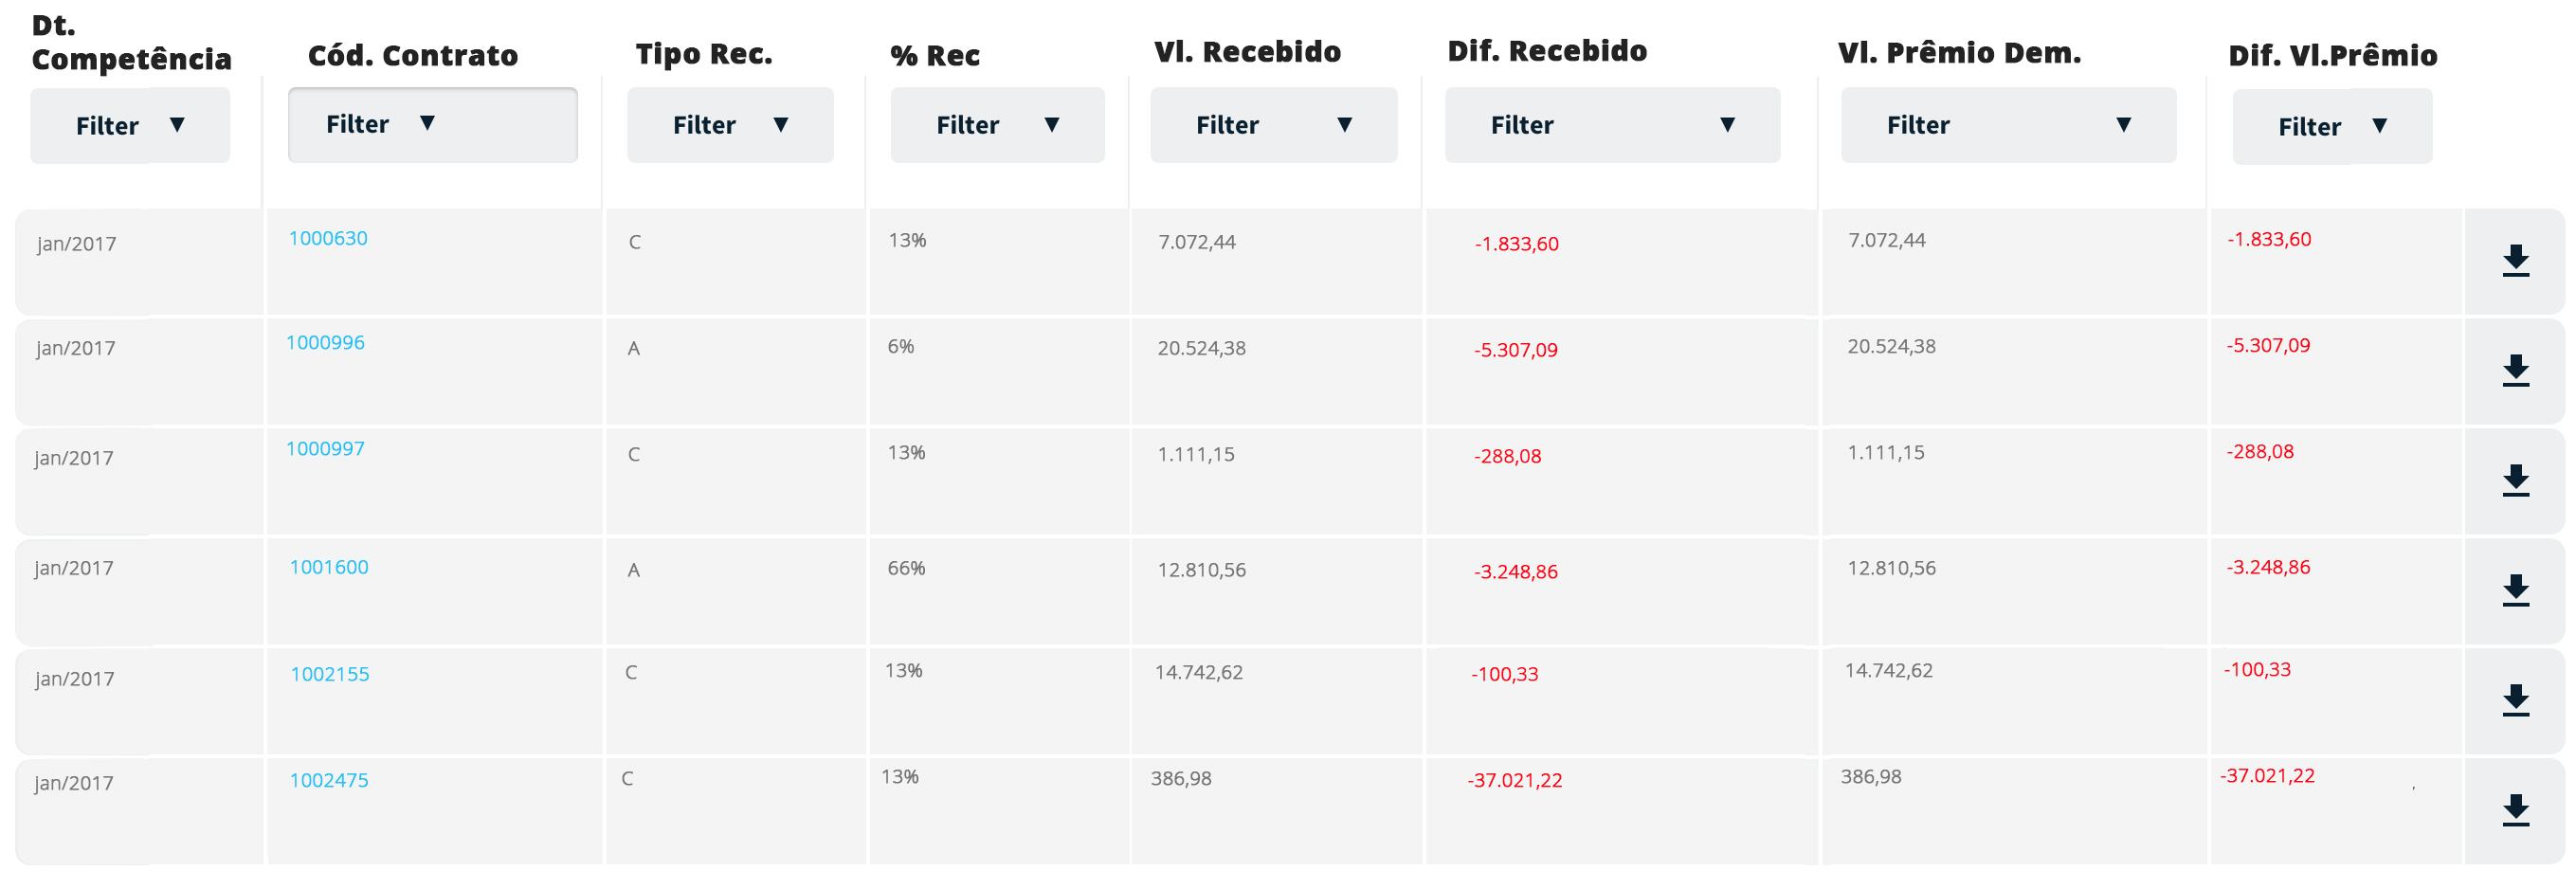 Dt.
Competência Cód. Contrato Tipo Rec. % Rec Vl. Recebido Dif. Recebido Vl. Prêmio Dem. Dif. Vl.Prêmio
Filter ▼ Filter ▼ Filter ▼ Filter ▼ Filter ▼ Filter ▼ Filter ▼ Filter ▼
jan/2017 1000630 C 13% 7.072,44 -1.833,60 7.072,44 -1.833,60
jan/2017 1000996 A 6% 20.524,38 -5.307,09 20.524,38 -5.307,09
jan/2017 1000997 C 13% 1.111,15 -288,08 1.111,15 -288,08
jan/2017 1001600 A 66% 12.810,56 -3.248,86 12.810,56 -3.248,86
jan/2017 1002155 C 13% 14.742,62 -100,33 14.742,62 -100,33
jan/2017 1002475 C 13% 386,98 -37.021,22 386,98 -37.021,22 ,